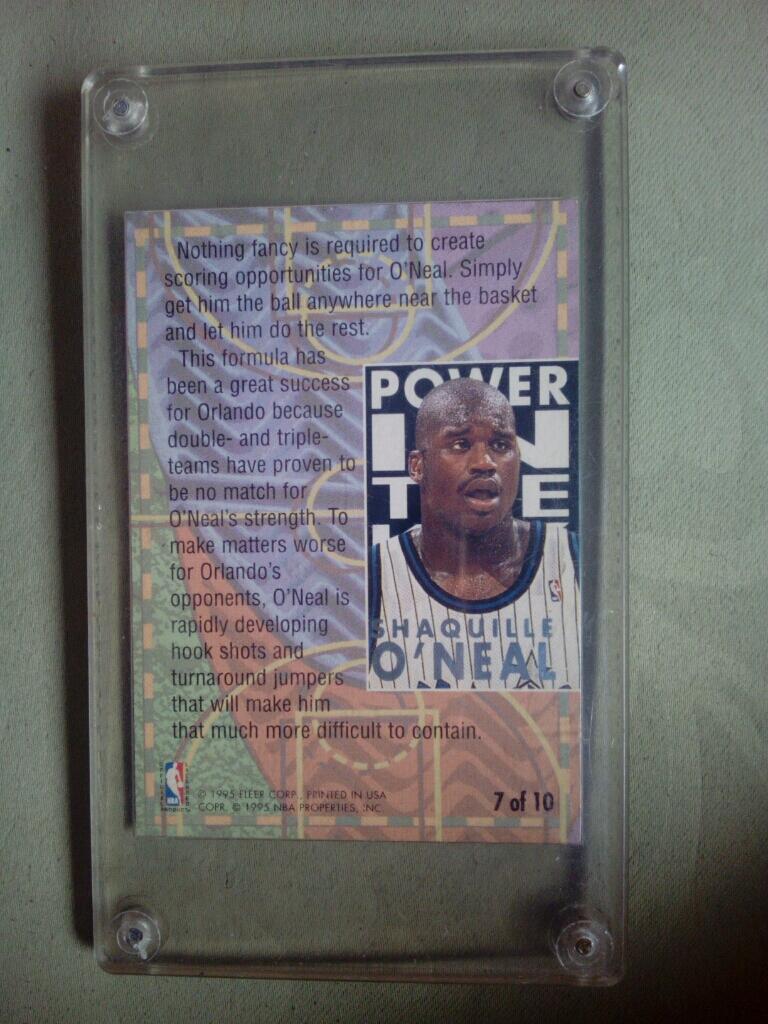 Nothing fancy is required to create
scoring opportunities for O'Neal. Simply
get him the ball anywhere near the basket
and let him do the rest.
This formula has
been a great success
for Orlando because
double- and triple-
teams have proven to
be no match for
O'Neal's strength. To
make matters worse
for Orlando's
opponents, O'Neal is
rapidly developing
hook shots and
turnaround jumpers
that will make him
that much more difficult to contain.
POWER
IN
THE
SHAQUILLE
O'NEAL
NBA
© 1995 FLEER CORP., PRINTED IN USA
COPR. © 1995 NBA PROPERTIES, INC.
7 of 10